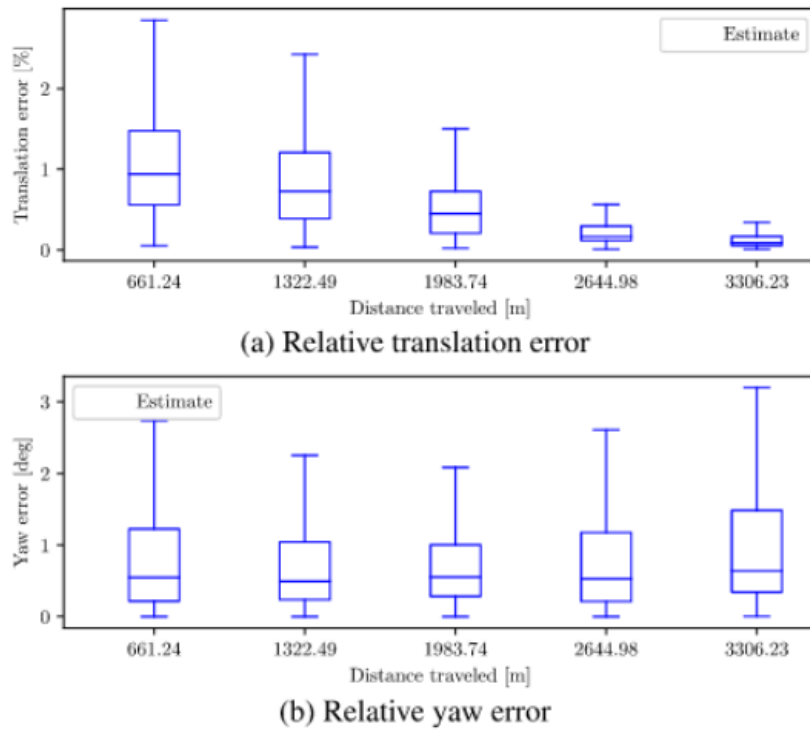 Translation error [%]
2
1
0
Estimate
661.24 1322.49 1983.74 2644.98 3306.23
Distance traveled [m]
(a) Relative translation error
Yaw error [deg]
3
2
1
0
Estimate
661.24 1322.49 1983.74 2644.98 3306.23
Distance traveled [m]
(b) Relative yaw error